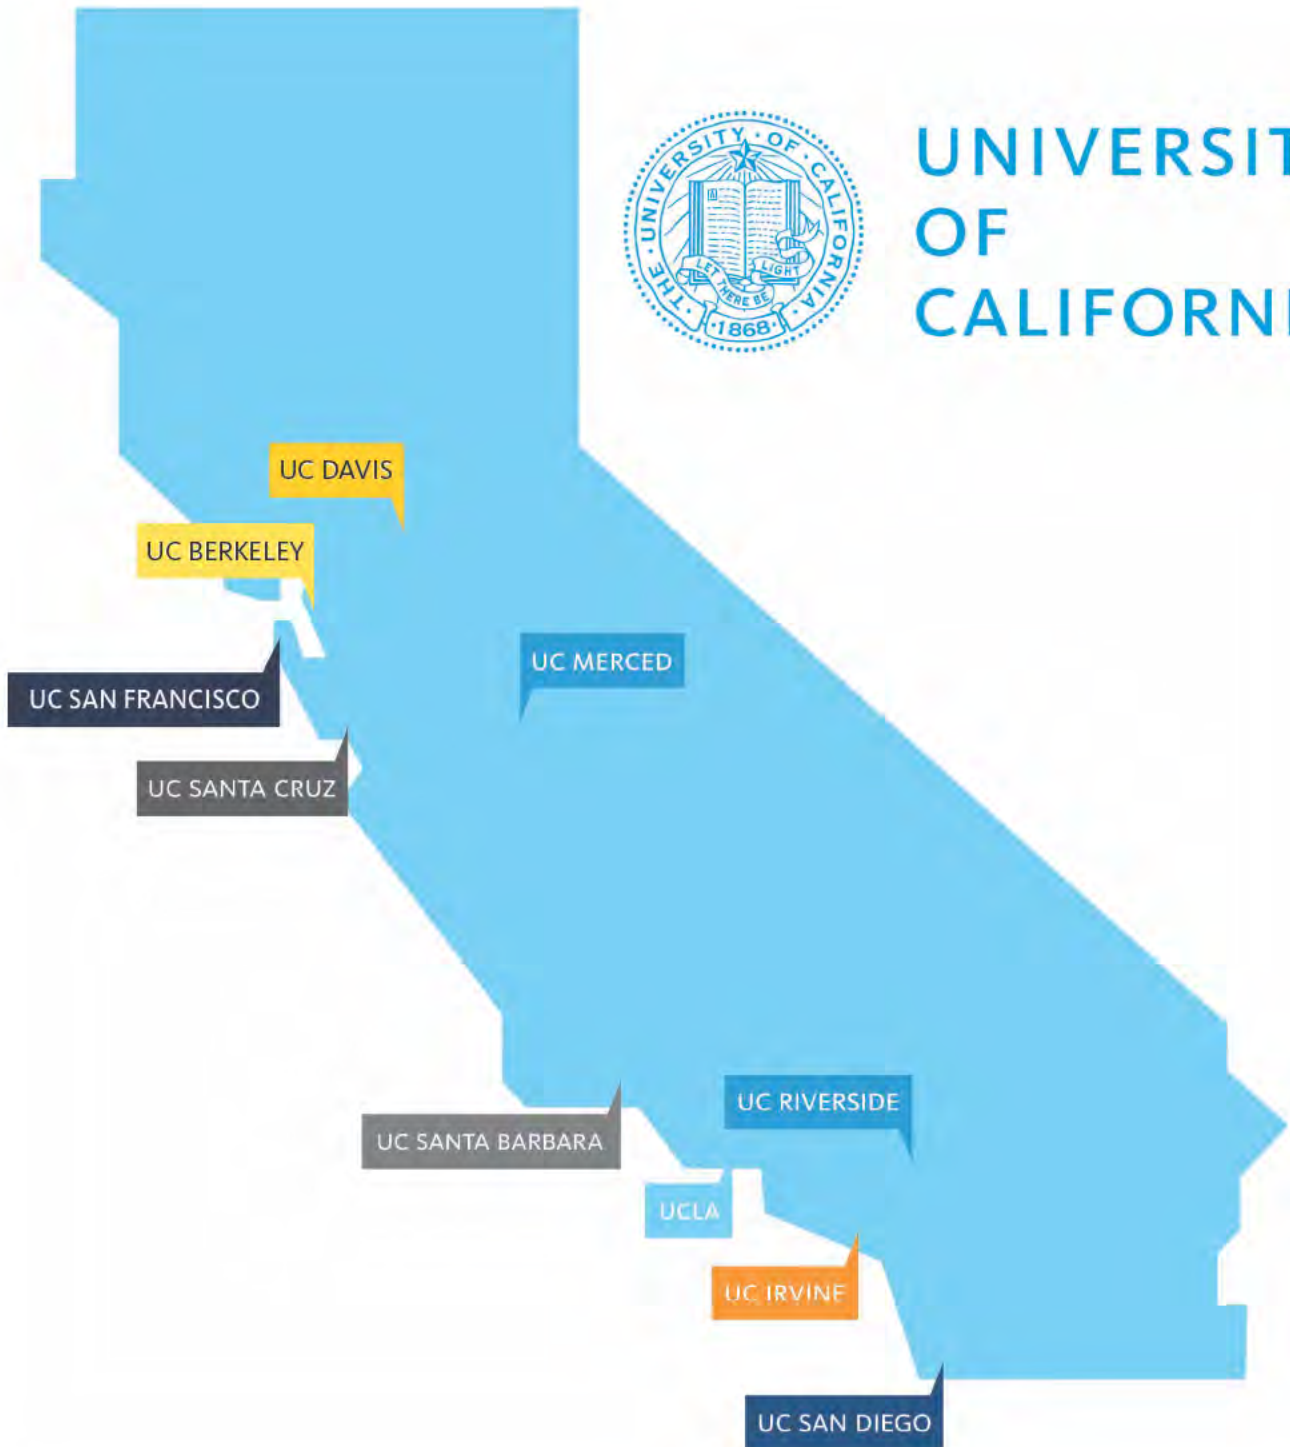 THE · UNIVERSITY · OF · CALIFORNIA
LET THERE BE LIGHT
· 1868 ·
UNIVERSIT
OF
CALIFORNI
UC DAVIS
UC BERKELEY
UC MERCED
UC SAN FRANCISCO
UC SANTA CRUZ
UC RIVERSIDE
UC SANTA BARBARA
UCLA
UC IRVINE
UC SAN DIEGO